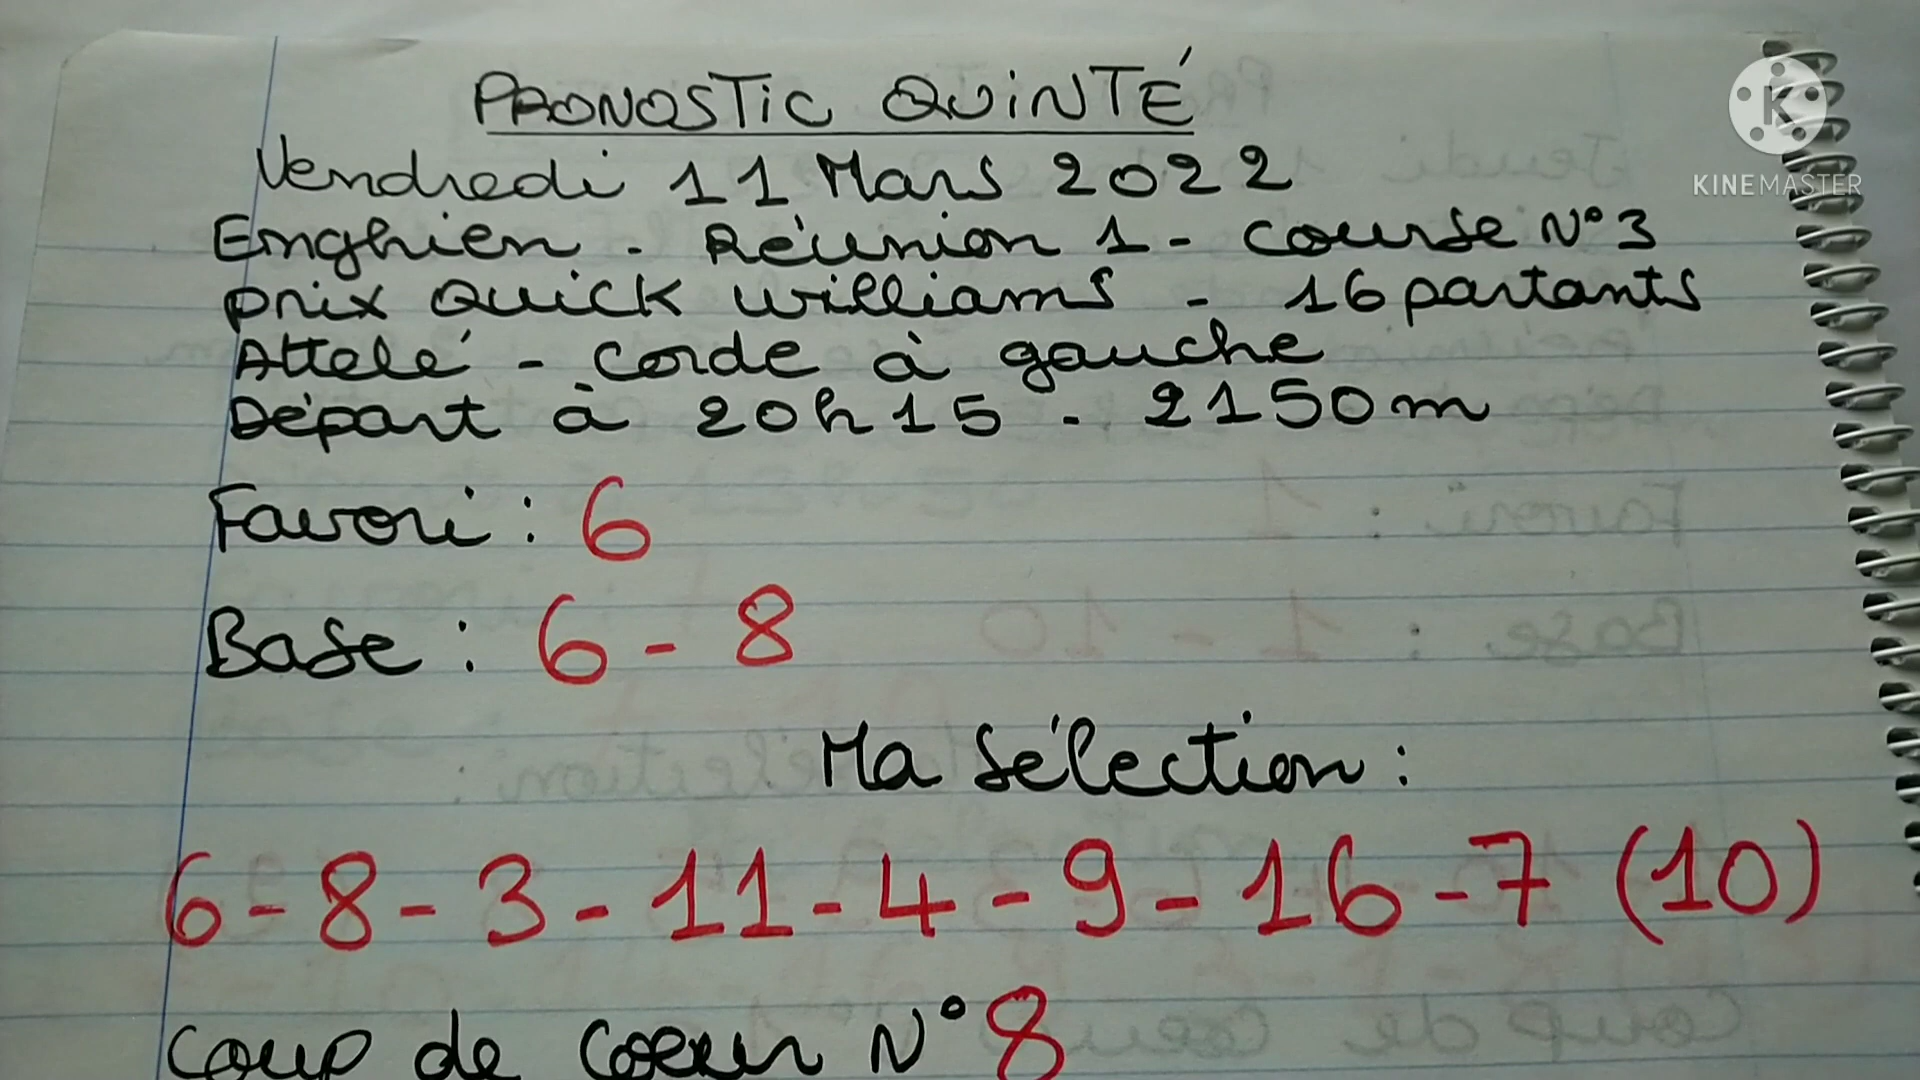 PRONOSTIC QUINTÉ
Vendredi 11 Mars 2022
Enghien - Réunion 1 - course N°3
prix Quick williams - 16 partants
Attelé - corde à gauche
Départ à 20h15 - 2150m
Favori : 6
Base : 6 - 8
Ma Sélection :
6 - 8 - 3 - 11 - 4 - 9 - 16 - 7 (10)
Coup de coeur N°8
K
KINEMASTER